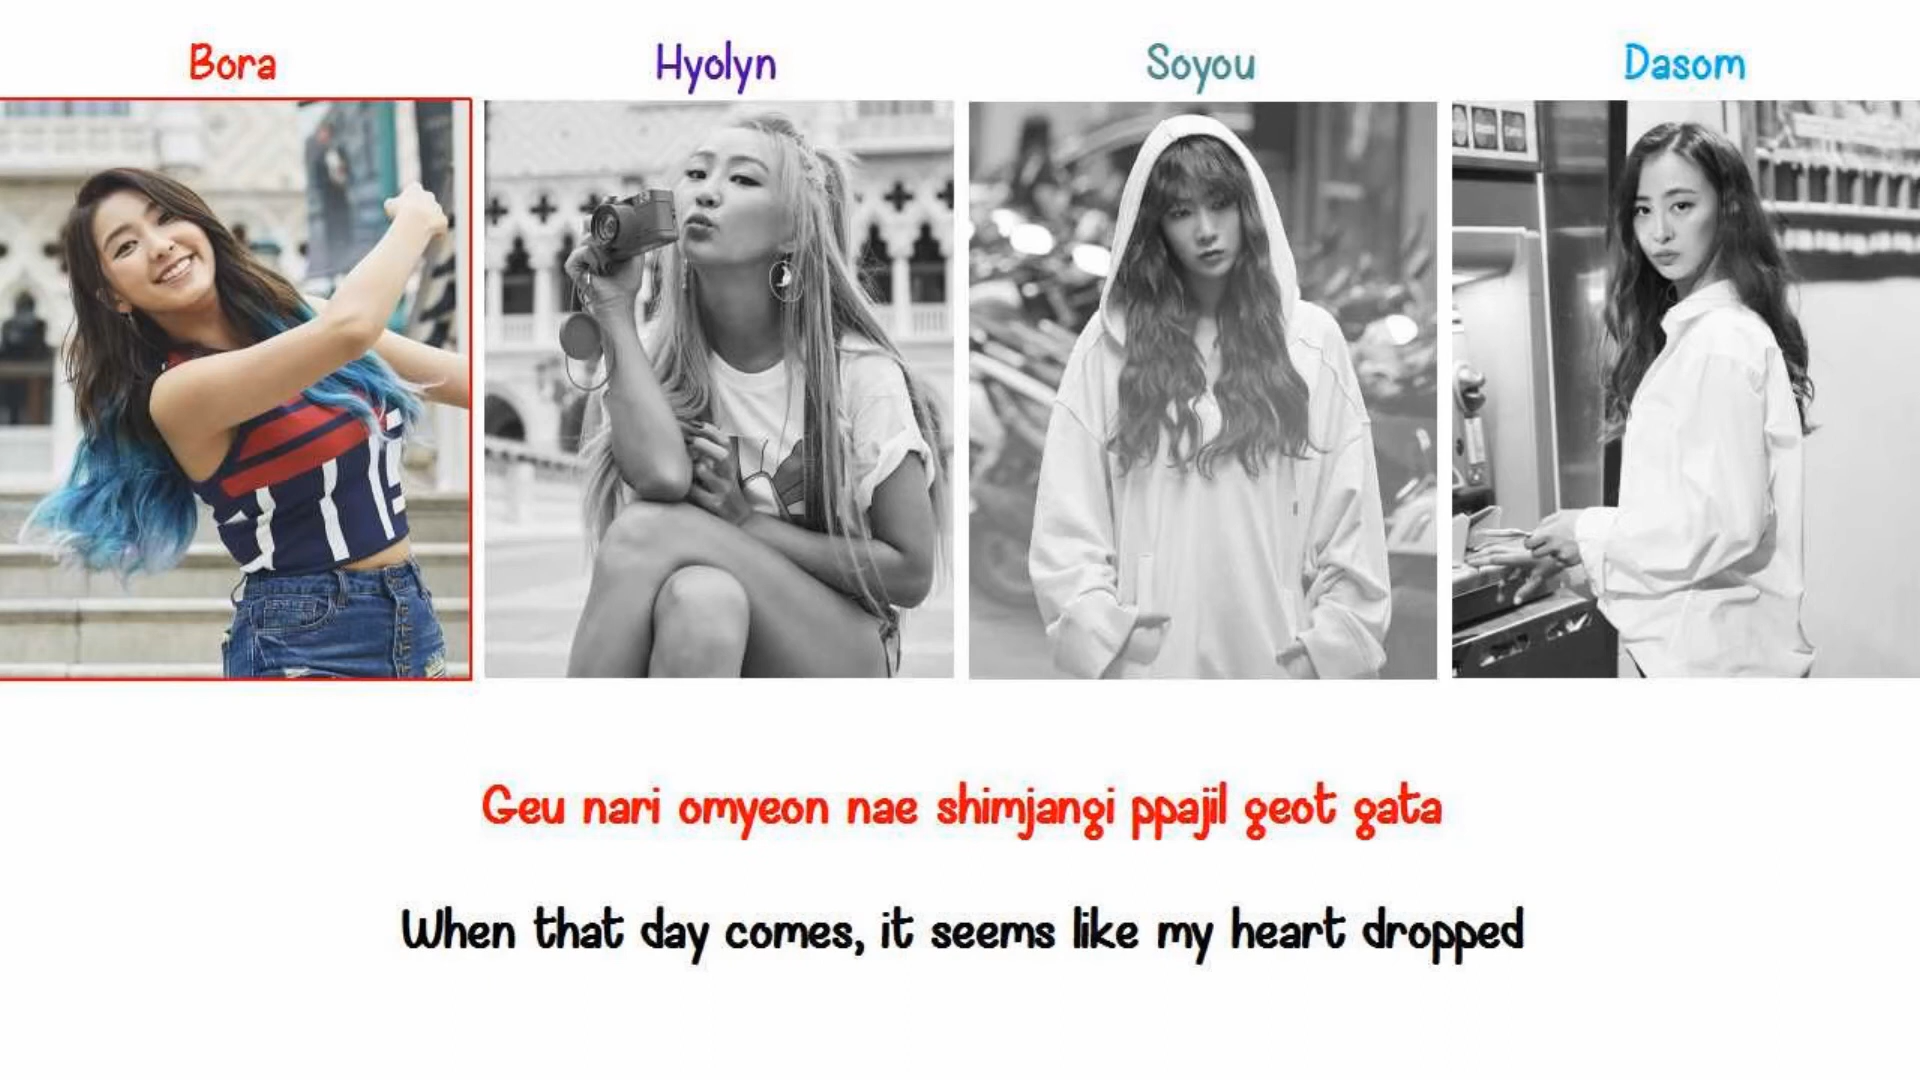 Bora
Hyolyn
Soyou
Dasom
Geu nari omyeon nae shimjangi ppajil geot gata
When that day comes, it seems like my heart dropped